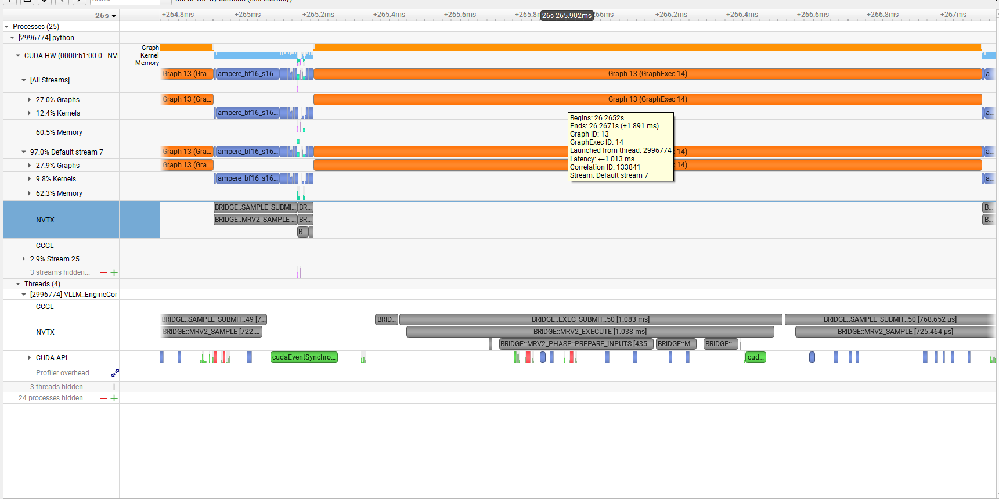 26s
+264.8ms +265ms +265.2ms +265.4ms +265.6ms +265.8 26s 265.902ms +266.2ms +266.4ms +266.6ms +266.8ms +267ms
Processes (25)
[2996774] python
CUDA HW (0000:b1:00.0 - NVI
Graph
Kernel
Memory
[All Streams]
Graph 13 (Gra... ampere_bf16_s16... Graph 13 (GraphExec 14) a...
27.0% Graphs
Graph 13 (Gra... Graph 13 (GraphExec 14)
12.4% Kernels
ampere_bf16_s16... a...
60.5% Memory
97.0% Default stream 7
Graph 13 (Gra... ampere_bf16_s16... 14) a...
27.9% Graphs
Graph 13 (Gra... 14)
9.8% Kernels
ampere_bf16_s16... a...
62.3% Memory
Begins: 26.2652s
Ends: 26.2671s (+1.891 ms)
Graph ID: 13
GraphExec ID: 14
Launched from thread: 2996774
Latency: ←1.013 ms
Correlation ID: 133841
Stream: Default stream 7
NVTX
BRIDGE::SAMPLE_SUBMI... BR... B...
BRIDGE::MRV2_SAMPLE ... BR... B...
B...
CCCL
2.9% Stream 25
3 streams hidden... — +
Threads (4)
[2996774] VLLM::EngineCor
CCCL
NVTX
BRIDGE::SAMPLE_SUBMIT::49 [7... BRID... BRIDGE::EXEC_SUBMIT::50 [1.083 ms] BRIDGE::SAMPLE_SUBMIT::50 [768.652 µs]
BRIDGE::MRV2_SAMPLE [722.... BRIDGE::MRV2_EXECUTE [1.038 ms] BRIDGE::MRV2_SAMPLE [725.464 µs]
BRIDGE::MRV2_PHASE::PREPARE_INPUTS [435... BRIDGE::M... BRIDGE::...
CUDA API
cudaEventSynchro... cud...
Profiler overhead
3 threads hidden... — +
24 processes hidden... — +